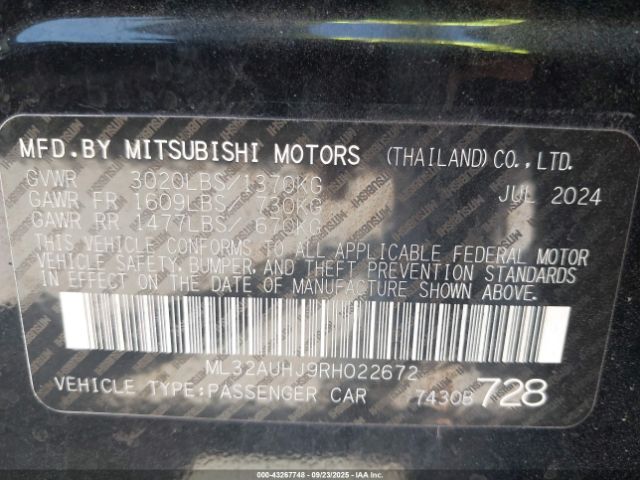 MFD.BY MITSUBISHI MOTORS (THAILAND)CO.,LTD.
GVWR 3020LBS/1370KG JUL 2024
GAWR FR 1609LBS/ 730KG
GAWR RR 1477LBS/ 670KG
THIS VEHICLE CONFORMS TO ALL APPLICABLE FEDERAL MOTOR
VEHICLE SAFETY, BUMPER, AND THEFT PREVENTION STANDARDS
IN EFFECT ON THE DATE OF MANUFACTURE SHOWN ABOVE.
ML32AUHJ9RH022672
VEHICLE TYPE:PASSENGER CAR 7430B 728
000-43267748 - 09/23/2025 - IAAI.COM